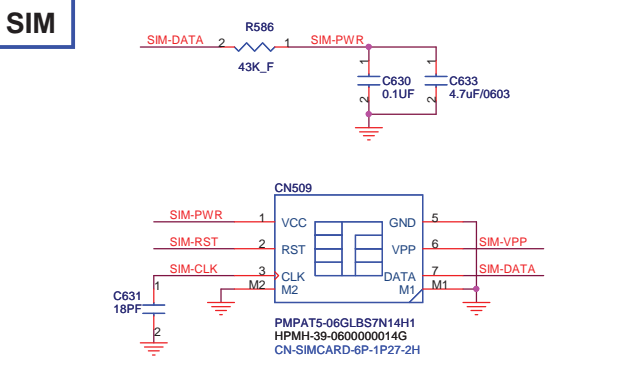 SIM
R586
SIM-DATA 2 1 SIM-PWR
43K_F
1 1
C630 C633
0.1UF 4.7uF/0603
2 2
CN509
SIM-PWR 1 VCC GND 5
SIM-RST 2 RST VPP 6 SIM-VPP
SIM-CLK 3 CLK DATA 7 SIM-DATA
M2 M2 M1 M1
C631 1
18PF
2
PMPAT5-06GLBS7N14H1
HPMH-39-0600000014G
CN-SIMCARD-6P-1P27-2H